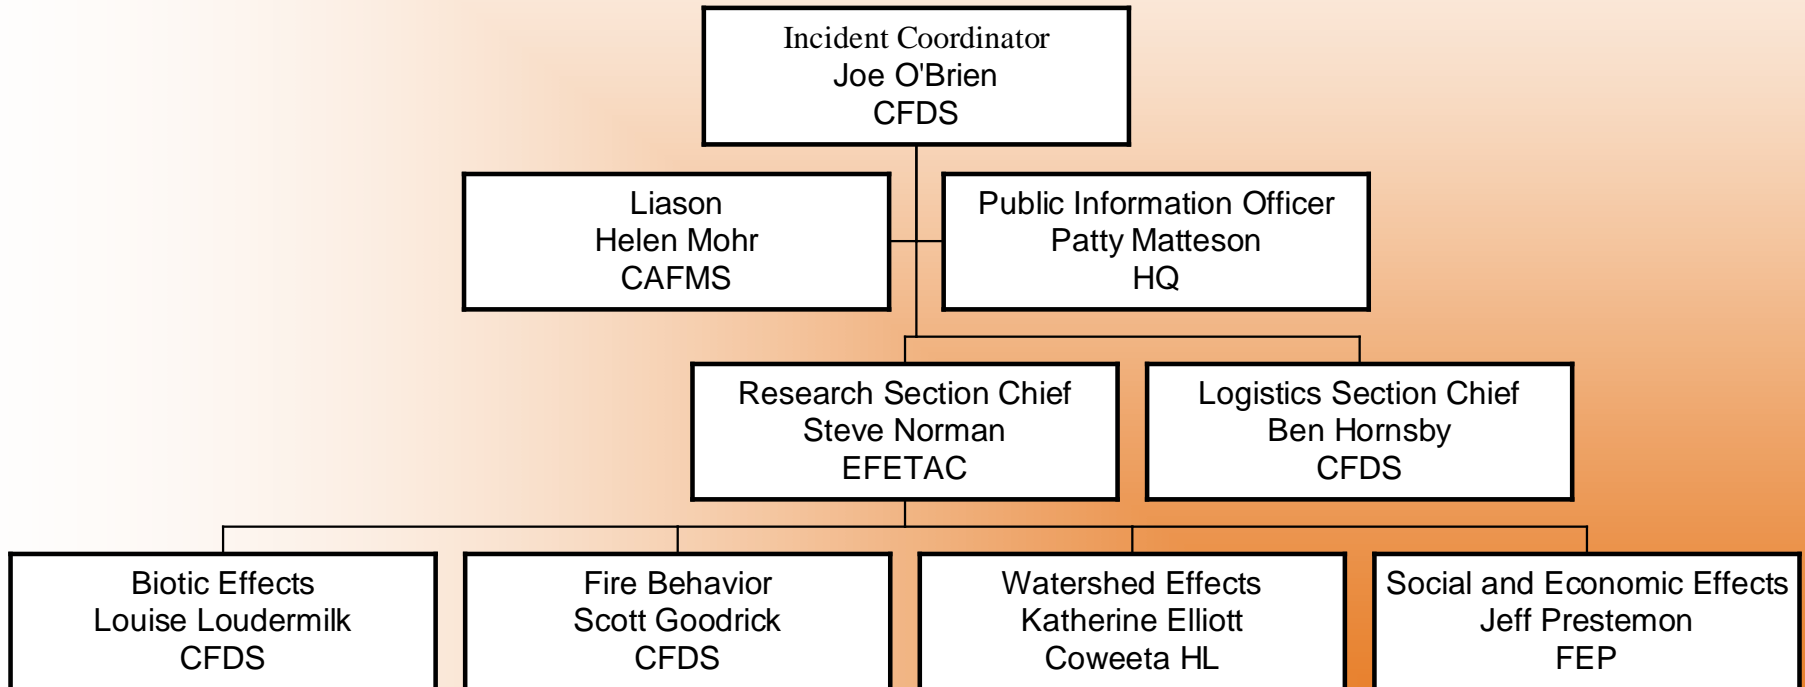 Incident Coordinator
Joe O'Brien
CFDS
Liason
Helen Mohr
CAFMS
Public Information Officer
Patty Matteson
HQ
Research Section Chief
Steve Norman
EFETAC
Logistics Section Chief
Ben Hornsby
CFDS
Biotic Effects
Louise Loudermilk
CFDS
Fire Behavior
Scott Goodrick
CFDS
Watershed Effects
Katherine Elliott
Coweeta HL
Social and Economic Effects
Jeff Prestemon
FEP